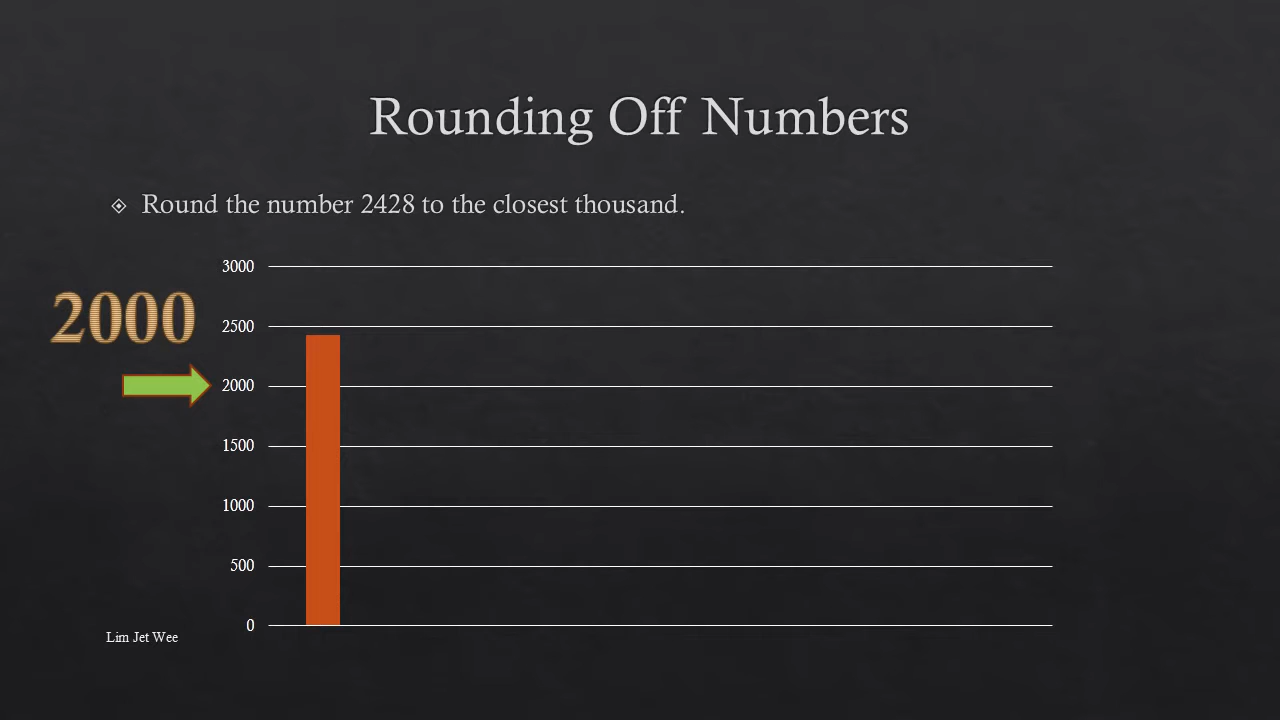 Rounding Off Numbers
Round the number 2428 to the closest thousand.
3000
2000
2500
2000
1500
1000
500
0
Lim Jet Wee